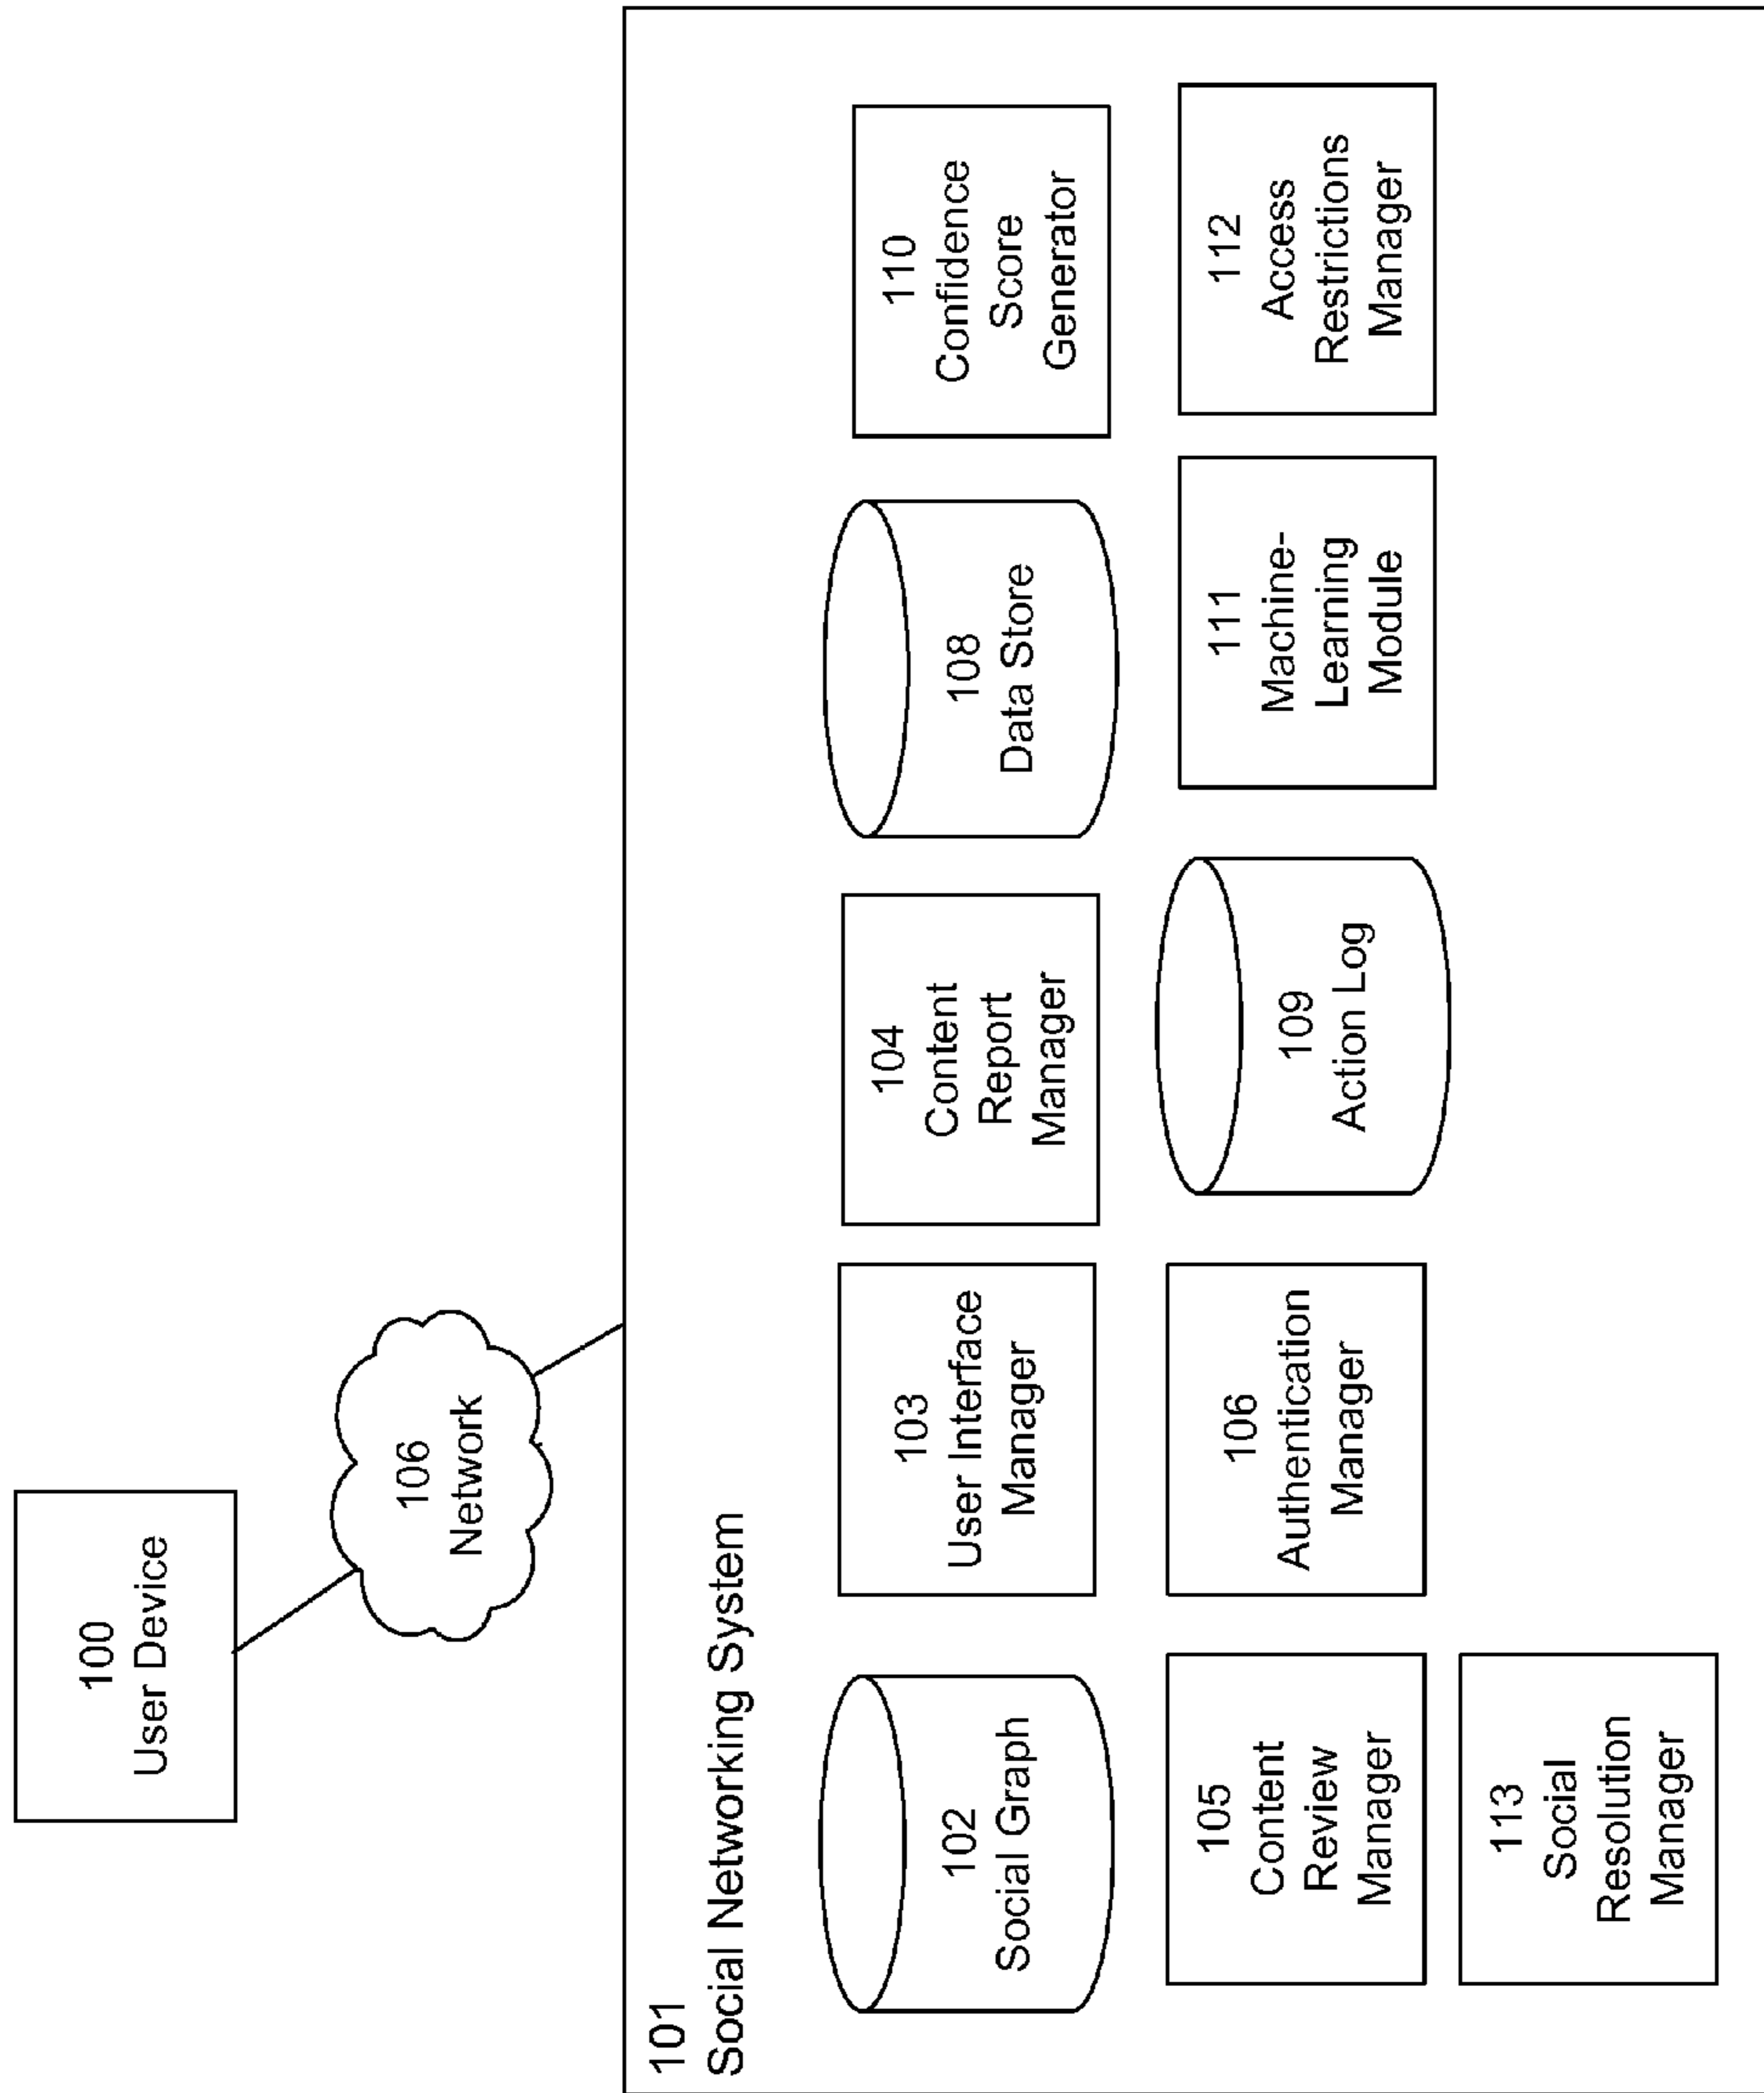 100
User Device
106
Network
101
Social Networking System
102
Social Graph
103
User Interface
Manager
104
Content
Report
Manager
108
Data Store
110
Confidence
Score
Generator
105
Content
Review
Manager
106
Authentication
Manager
109
Action Log
111
Machine-
Learning
Module
112
Access
Restrictions
Manager
113
Social
Resolution
Manager